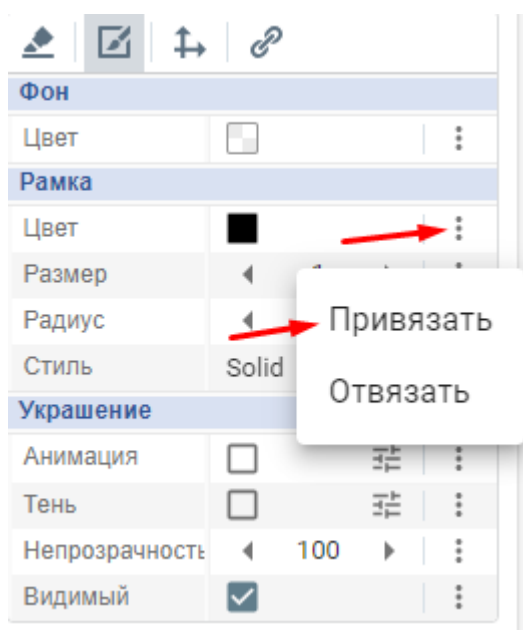 Фон
Цвет
Рамка
Цвет
Размер
Радиус
Привязать
Стиль Solid
Отвязать
Украшение
Анимация
Тень
Непрозрачность 100
Видимый